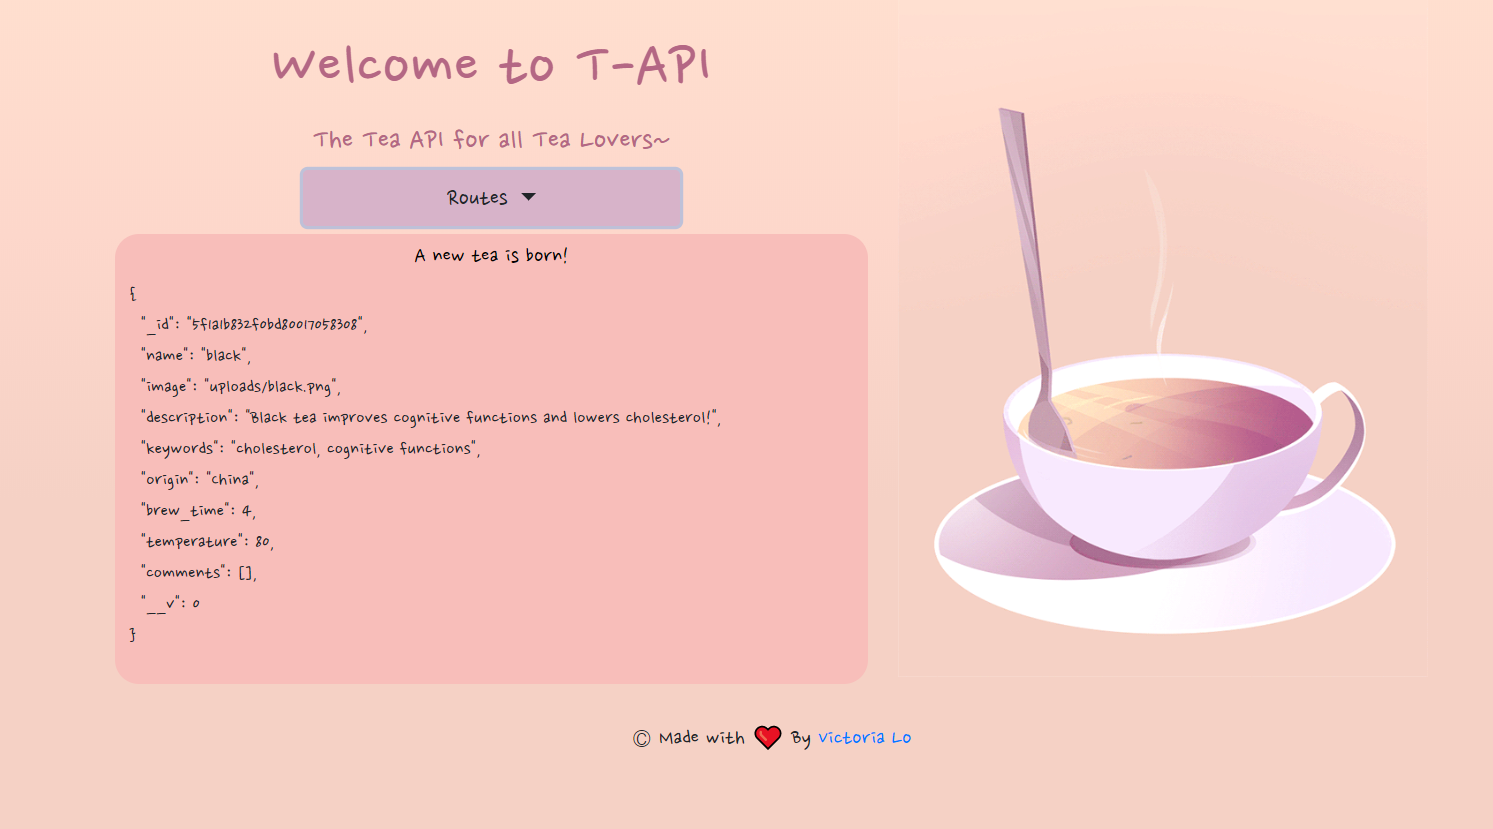 Welcome to T-API
The Tea API for all Tea Lovers~
Routes
A new tea is born!
{
"_id": "5f1a1b832f0bd80017058308",
"name": "black",
"image": "uploads/black.png",
"description": "Black tea improves cognitive functions and lowers cholesterol!",
"keywords": "cholesterol, cognitive functions",
"origin": "China",
"brew_time": 4,
"temperature": 80,
"comments": [],
"__v": 0
}
© Made with ❤ By Victoria Lo